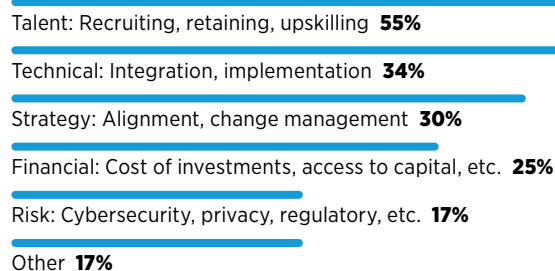 Talent: Recruiting, retaining, upskilling 55%
Technical: Integration, implementation 34%
Strategy: Alignment, change management 30%
Financial: Cost of investments, access to capital, etc. 25%
Risk: Cybersecurity, privacy, regulatory, etc. 17%
Other 17%